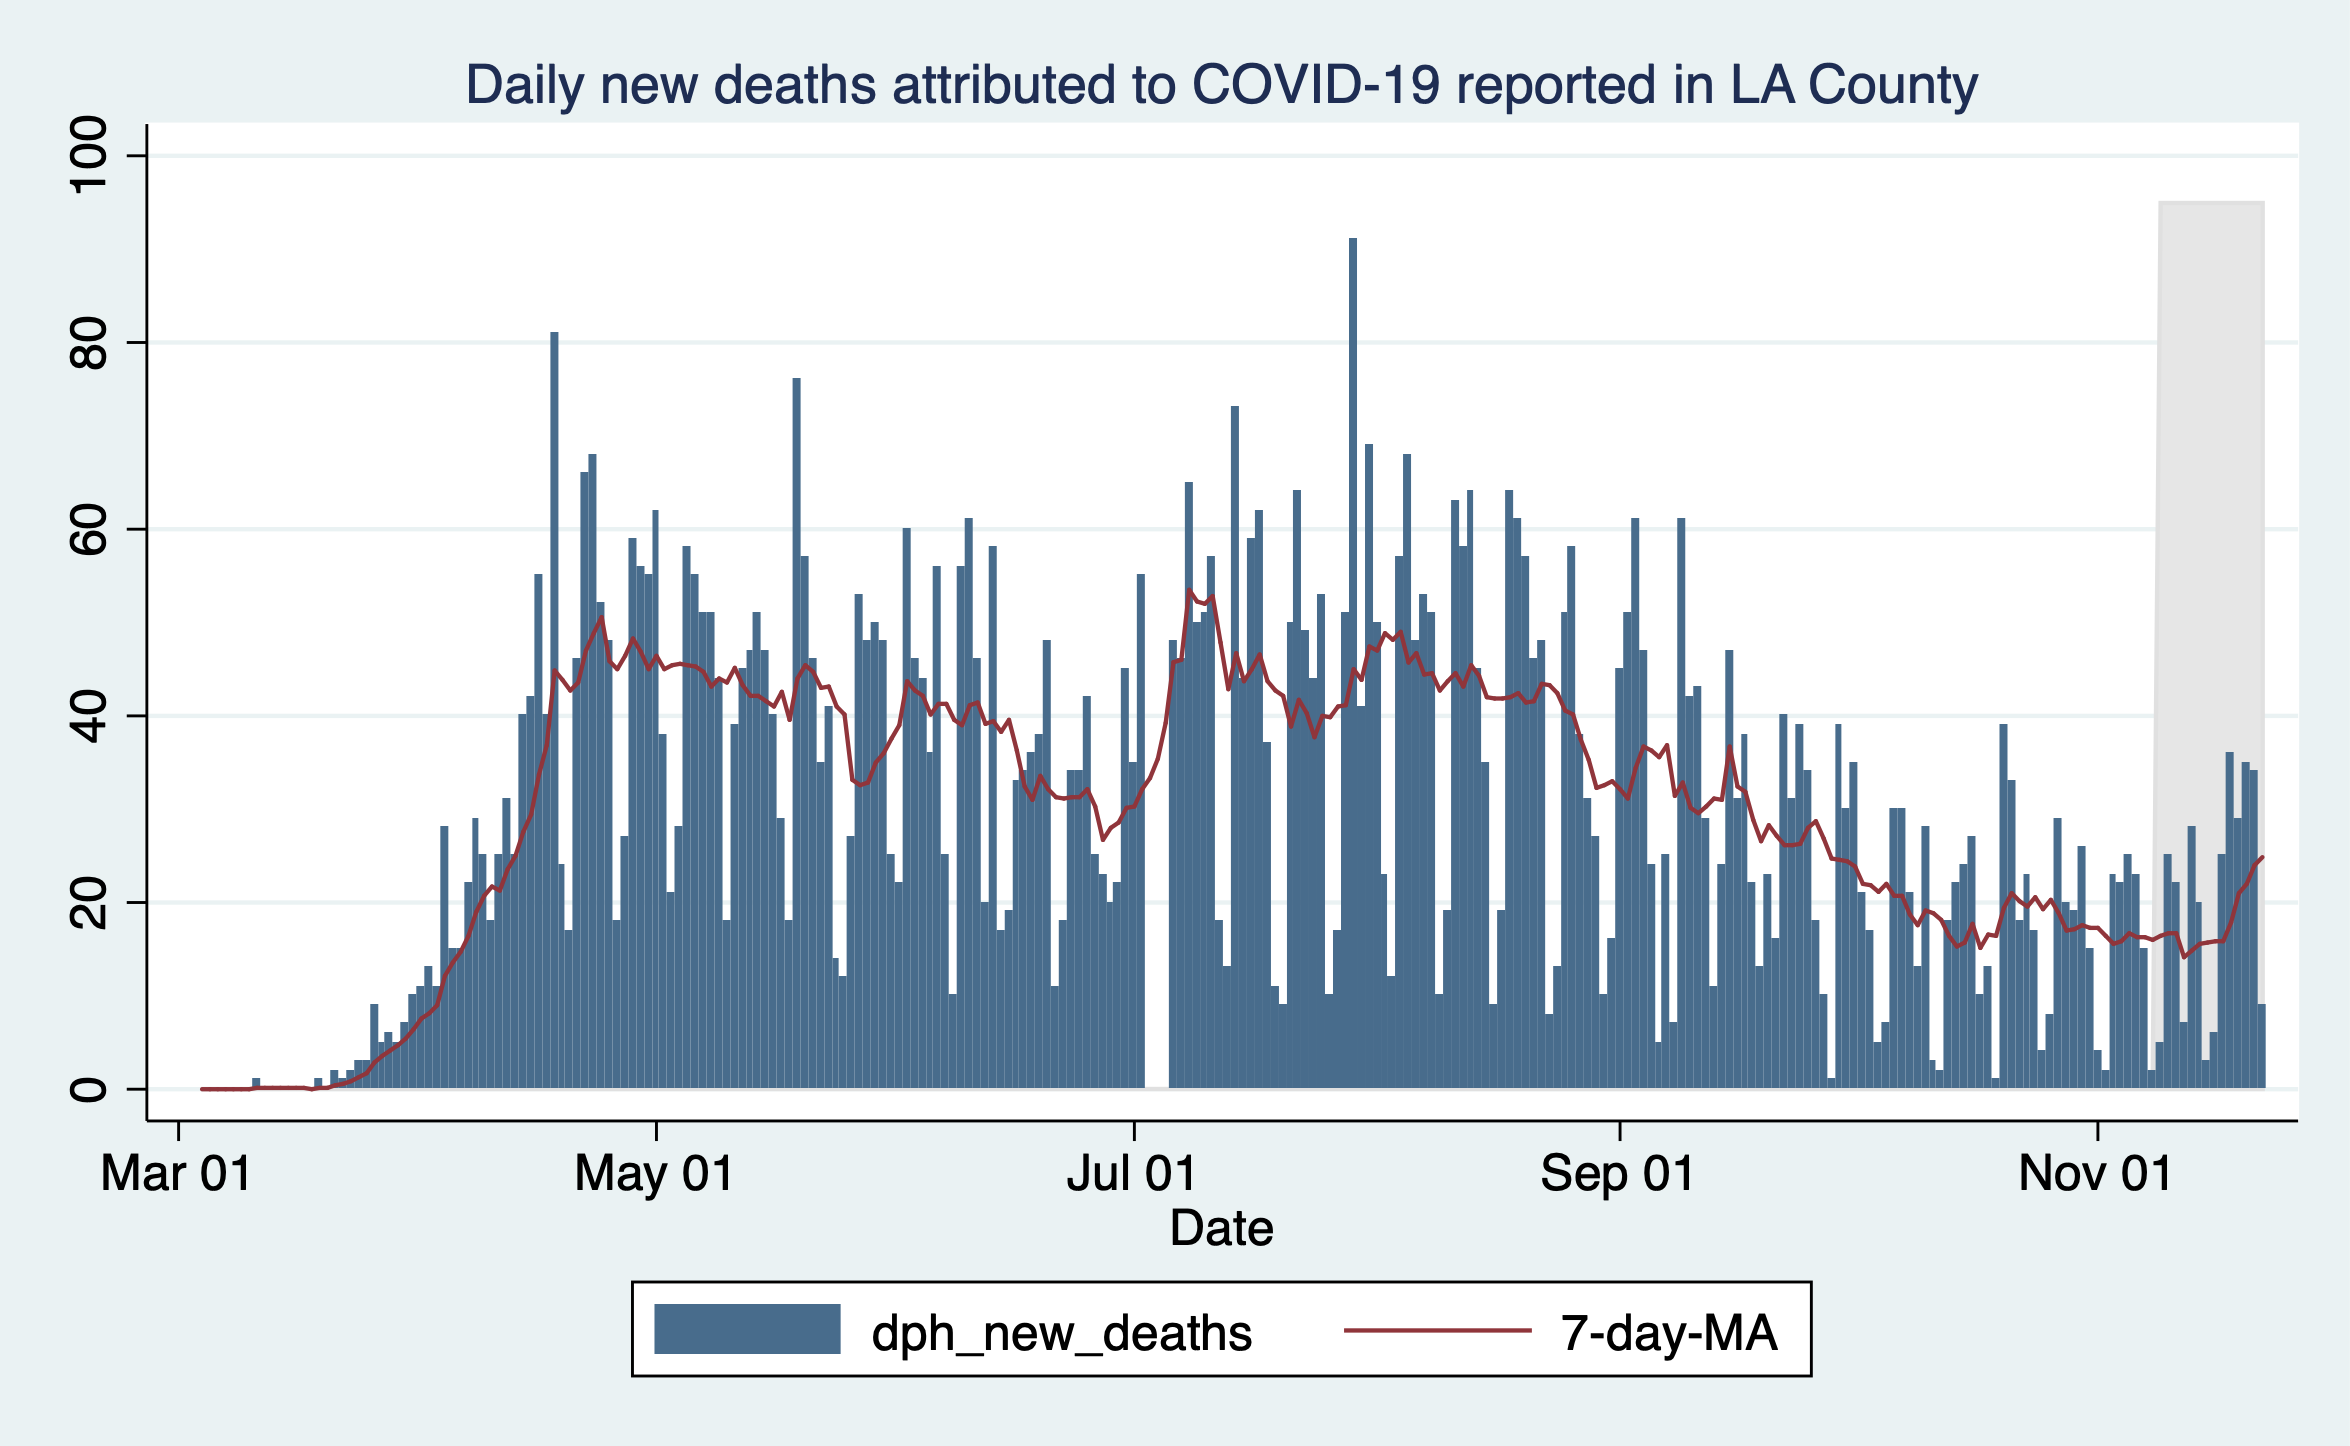 Daily new deaths attributed to COVID-19 reported in LA County
100
80
60
40
20
0
Mar 01 May 01 Jul 01 Sep 01 Nov 01
Date
dph_new_deaths 7-day-MA